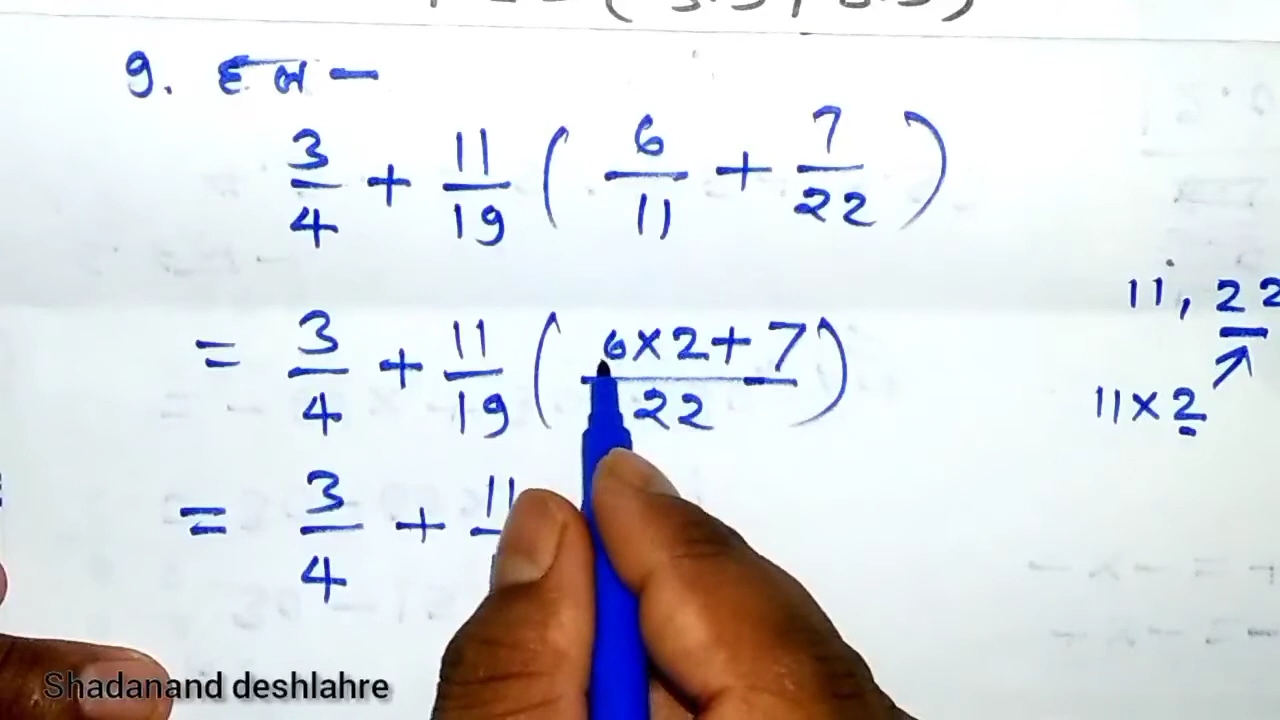 9. हल –
3/4 + 11/19 ( 6/11 + 7/22 )
11, 22
= 3/4 + 11/19 ( 6×2+7/22 )
11×2
= 3/4 + 11
Shadanand deshlahre